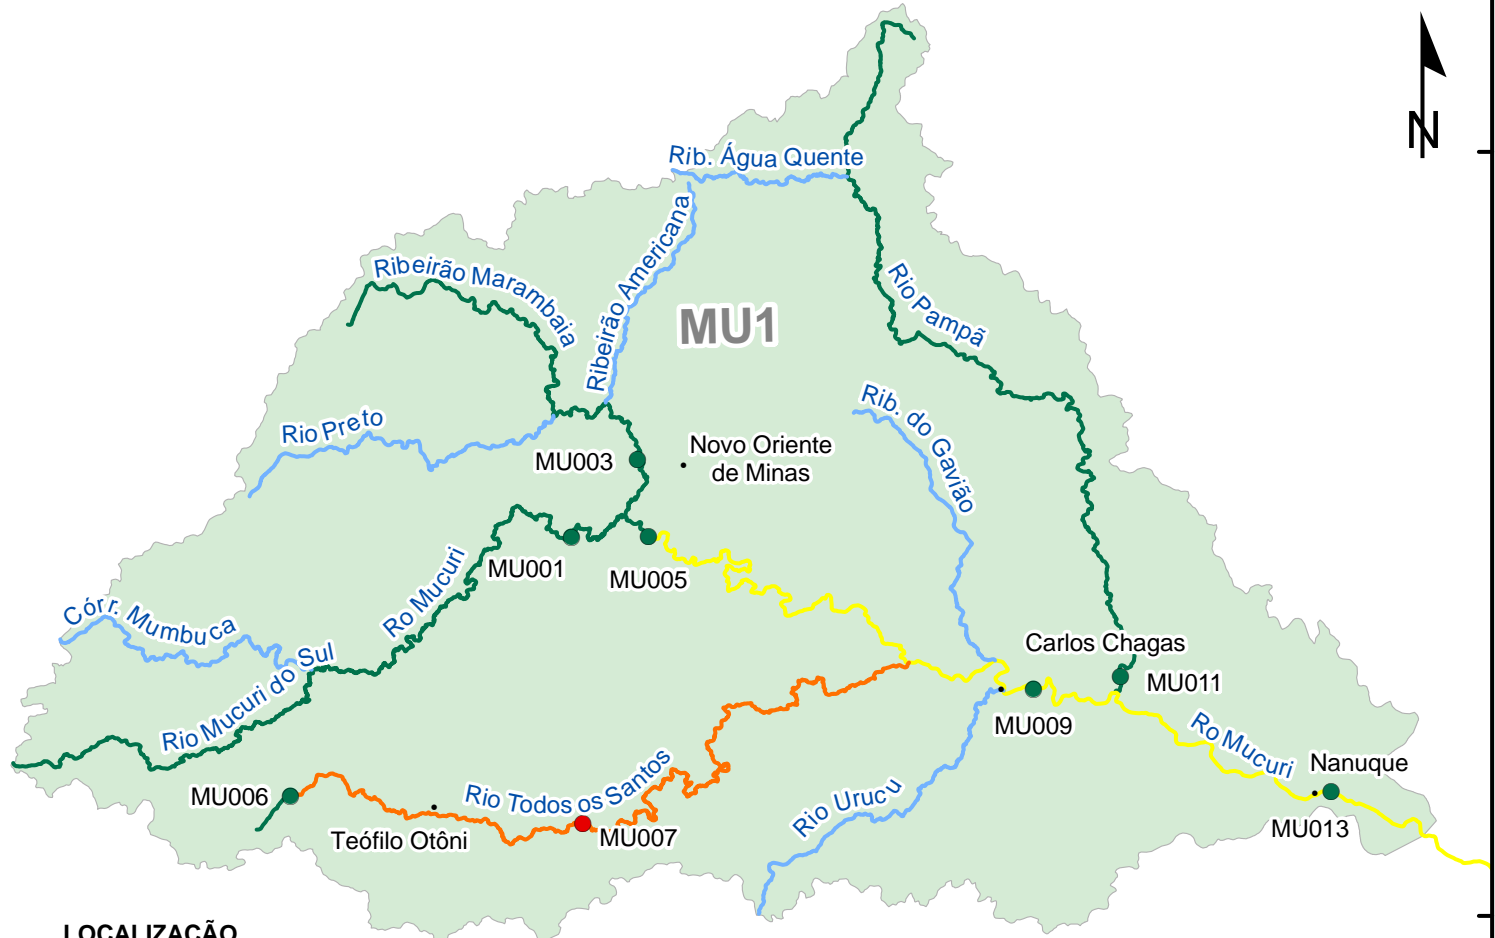 N
Rib. Água Quente
Ribeirão Americana
Ribeirão Marambaia
MU1
Rio Pampã
Rio Preto
Rib. do Gavião
Novo Oriente
de Minas
MU003
MU001
MU005
Ro Mucuri
Córr. Mumbuca
Rio Mucuri do Sul
Carlos Chagas
MU011
MU009
Ro Mucuri
Nanuque
MU013
MU006
Rio Todos os Santos
Teófilo Otôni
MU007
Rio Urucu
LOCALIZAÇÃO